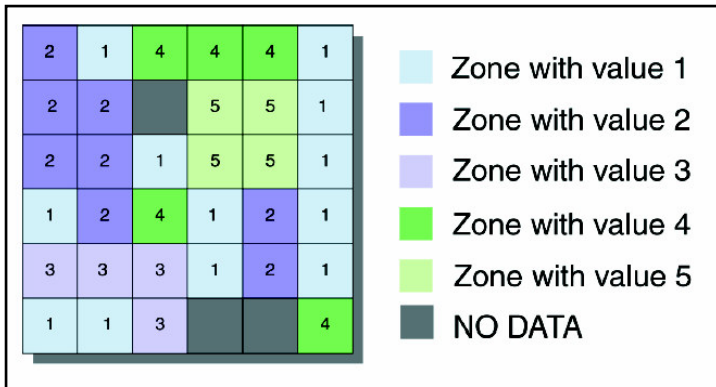 2 1 4 4 4 1
2 2 5 5 1
2 2 1 5 5 1
1 2 4 1 2 1
3 3 3 1 2 1
1 1 3 4
Zone with value 1
Zone with value 2
Zone with value 3
Zone with value 4
Zone with value 5
NO DATA